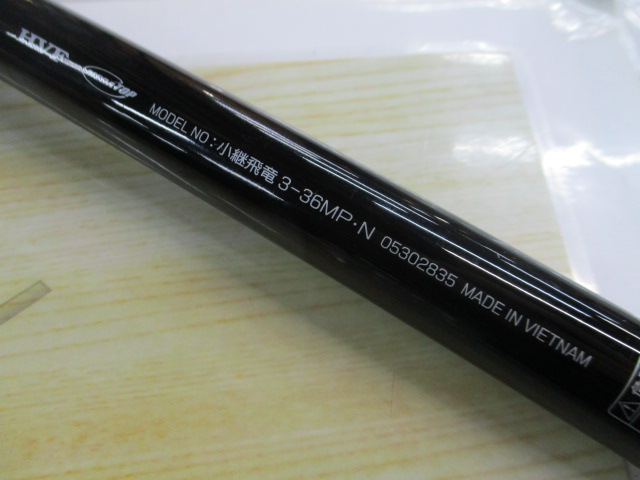 HVF
MODEL NO：小継飛竜 3-36MP・N 05302835 MADE IN VIETNAM